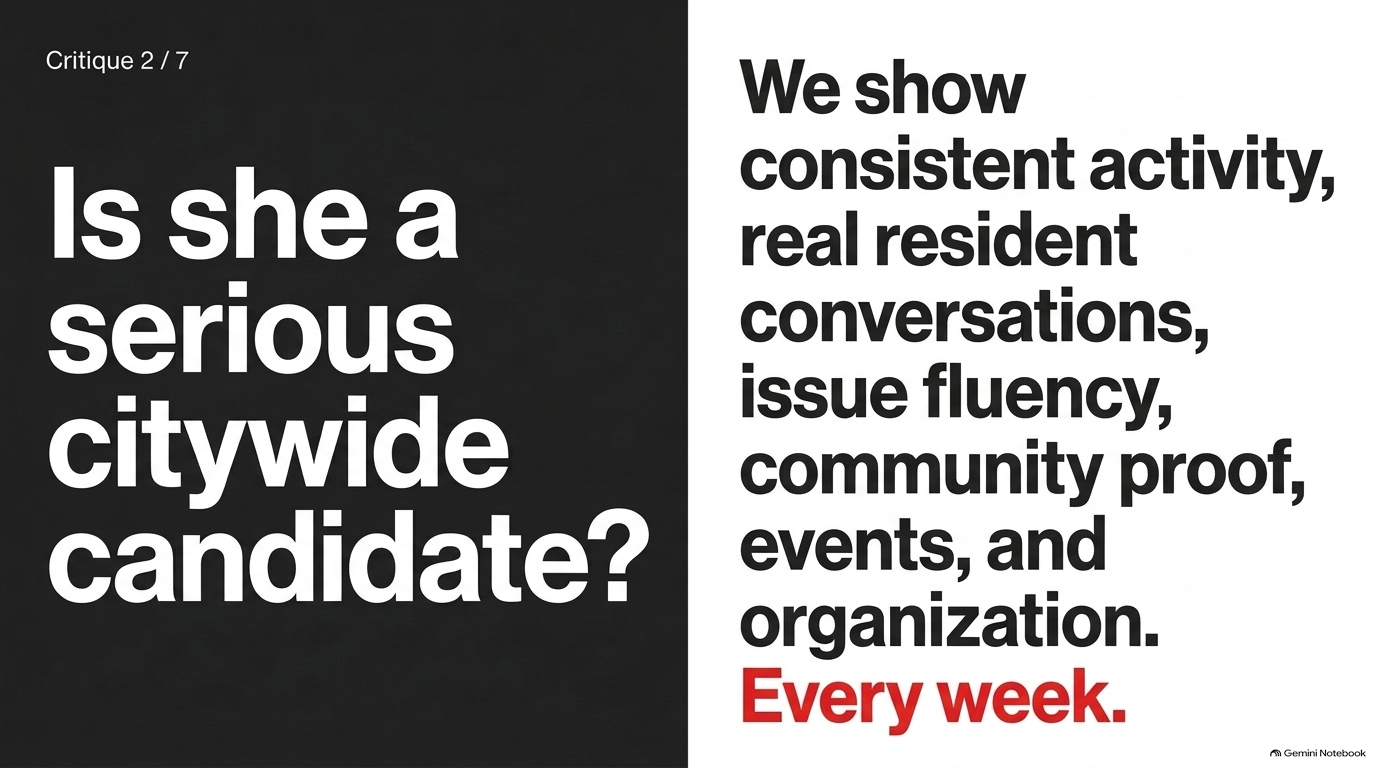 Critique 2 / 7
Is she a
serious
citywide
candidate?
We show
consistent activity,
real resident
conversations,
issue fluency,
community proof,
events, and
organization.
Every week.
Gemini Notebook